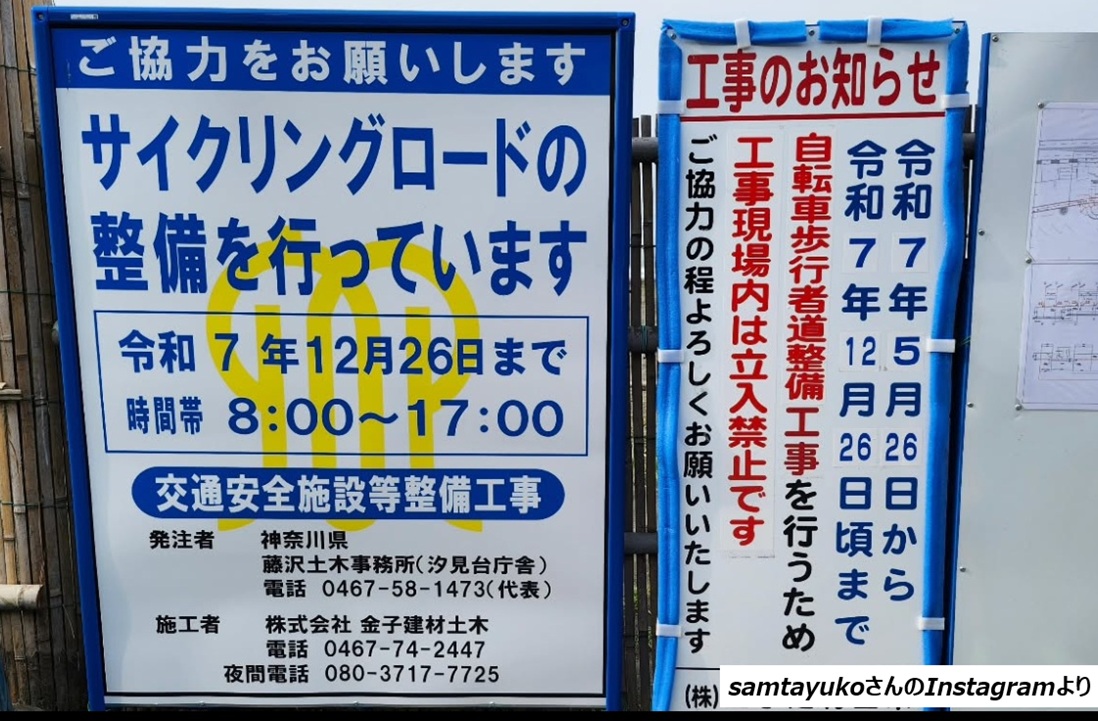 ご協力をお願いします
サイクリングロードの
整備を行っています
令和 7 年12月26日まで
時間帯 8:00～17:00
交通安全施設等整備工事
発注者 神奈川県
藤沢土木事務所(汐見台庁舎)
電話 0467-58-1473(代表)
施工者 株式会社 金子建材土木
電話 0467-74-2447
夜間電話 080-3717-7725
工事のお知らせ
令和7年5月26日から
令和7年12月26日頃まで
自転車歩行者道整備工事を行うため
工事現場内は立入禁止です
ご協力の程よろしくお願いいたします
(株)
samtayukoさんのInstagramより